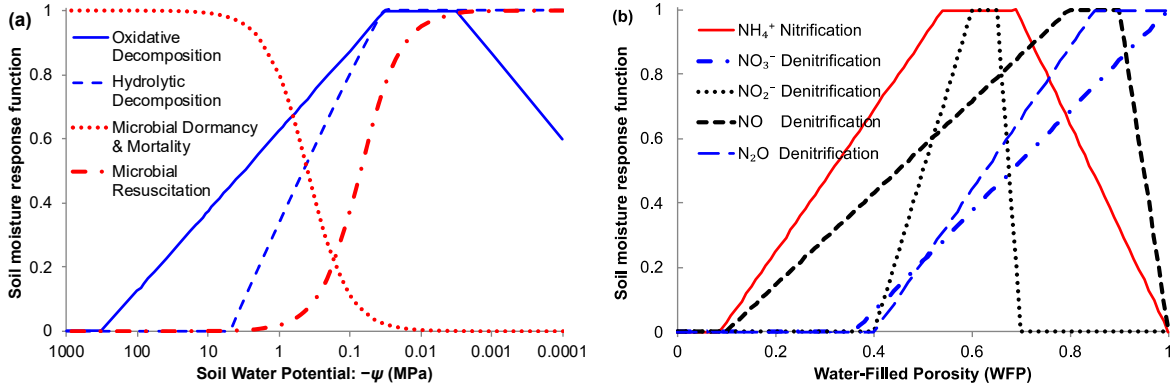 (a)
Soil moisture response function
1
0.8
0.6
0.4
0.2
0
Oxidative
Decomposition
Hydrolytic
Decomposition
Microbial Dormancy
& Mortality
Microbial
Resuscitation
1000 100 10 1 0.1 0.01 0.001 0.0001
Soil Water Potential: −ψ (MPa)
(b)
Soil moisture response function
1
0.8
0.6
0.4
0.2
0
NH₄⁺ Nitrification
NO₃⁻ Denitrification
NO₂⁻ Denitrification
NO Denitrification
N₂O Denitrification
0 0.2 0.4 0.6 0.8 1
Water-Filled Porosity (WFP)